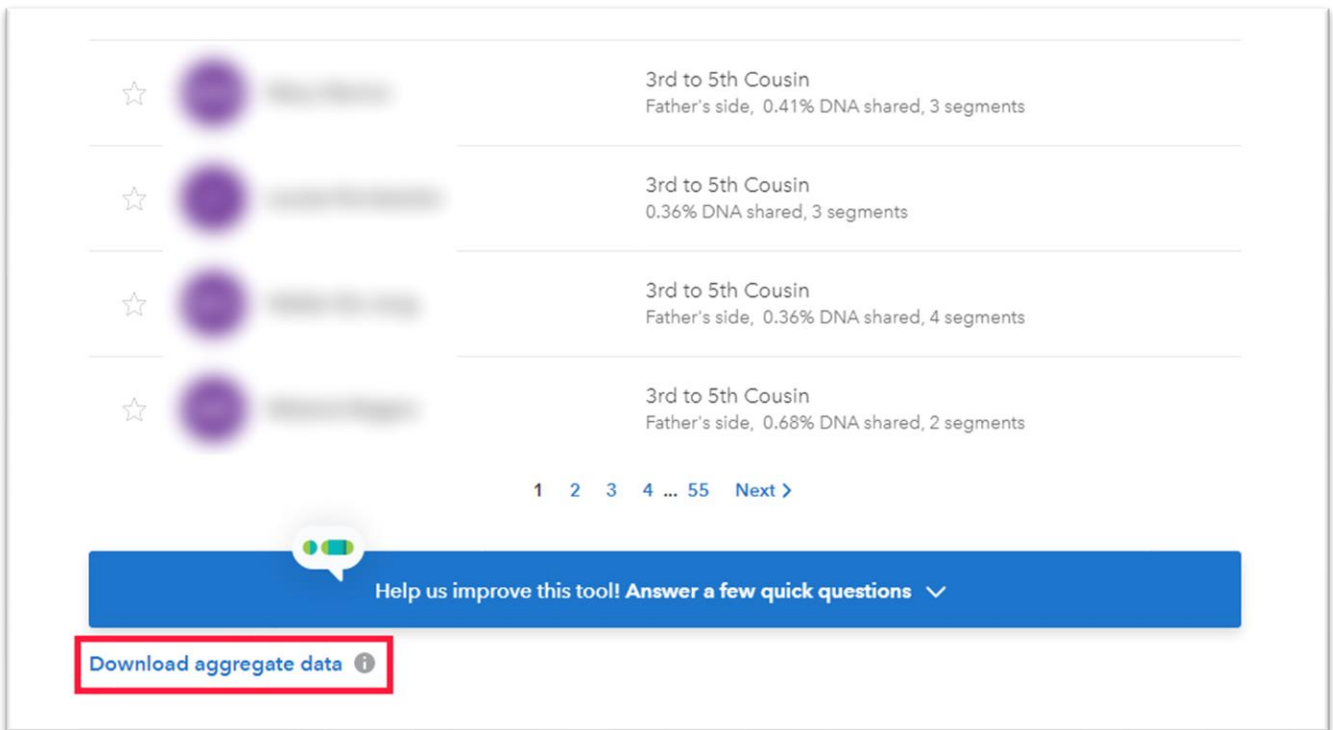 3rd to 5th Cousin
Father's side, 0.41% DNA shared, 3 segments
3rd to 5th Cousin
0.36% DNA shared, 3 segments
3rd to 5th Cousin
Father's side, 0.36% DNA shared, 4 segments
3rd to 5th Cousin
Father's side, 0.68% DNA shared, 2 segments
1 2 3 4 ... 55 Next >
Help us improve this tool! Answer a few quick questions
Download aggregate data